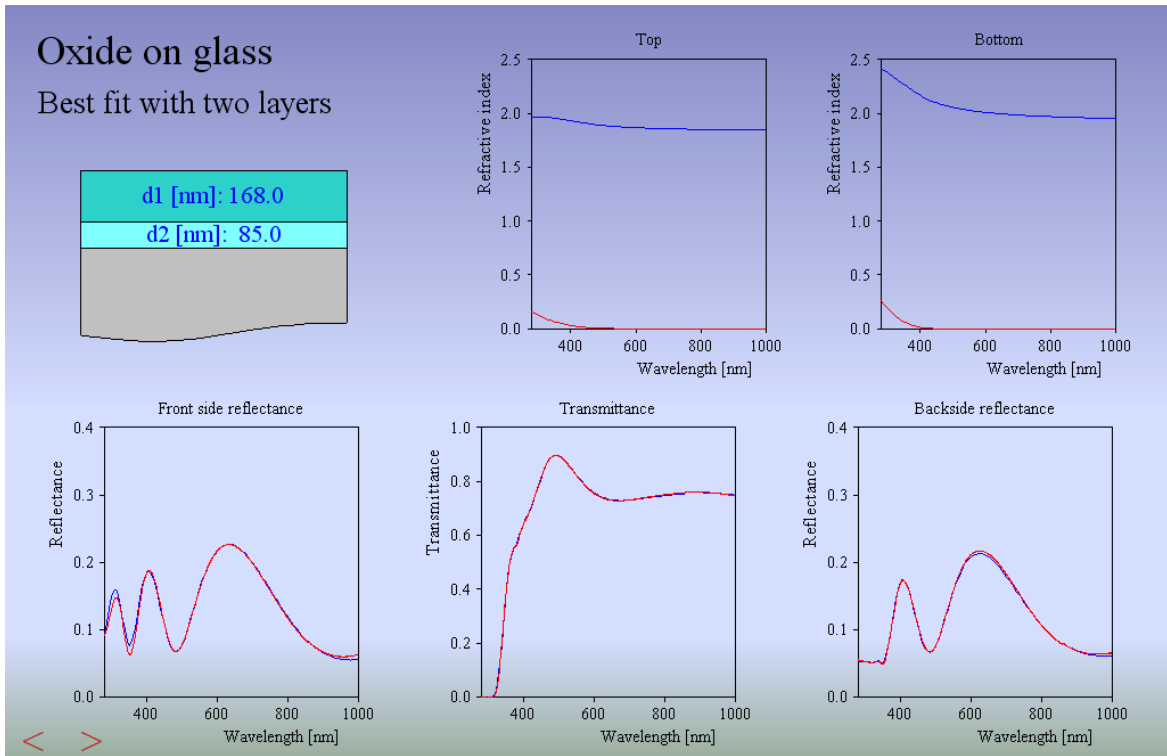 Oxide on glass
Best fit with two layers
d1 [nm]: 168.0
d2 [nm]: 85.0
Top
2.5
2.0
1.5
1.0
0.5
0.0
Refractive index
400 600 800 1000
Wavelength [nm]
Bottom
2.5
2.0
1.5
1.0
0.5
0.0
Refractive index
400 600 800 1000
Wavelength [nm]
Front side reflectance
0.4
0.3
0.2
0.1
0.0
Reflectance
400 600 800 1000
Wavelength [nm]
Transmittance
1.0
0.8
0.6
0.4
0.2
0.0
Transmittance
400 600 800 1000
Wavelength [nm]
Backside reflectance
0.4
0.3
0.2
0.1
0.0
Reflectance
400 600 800 1000
Wavelength [nm]
< >